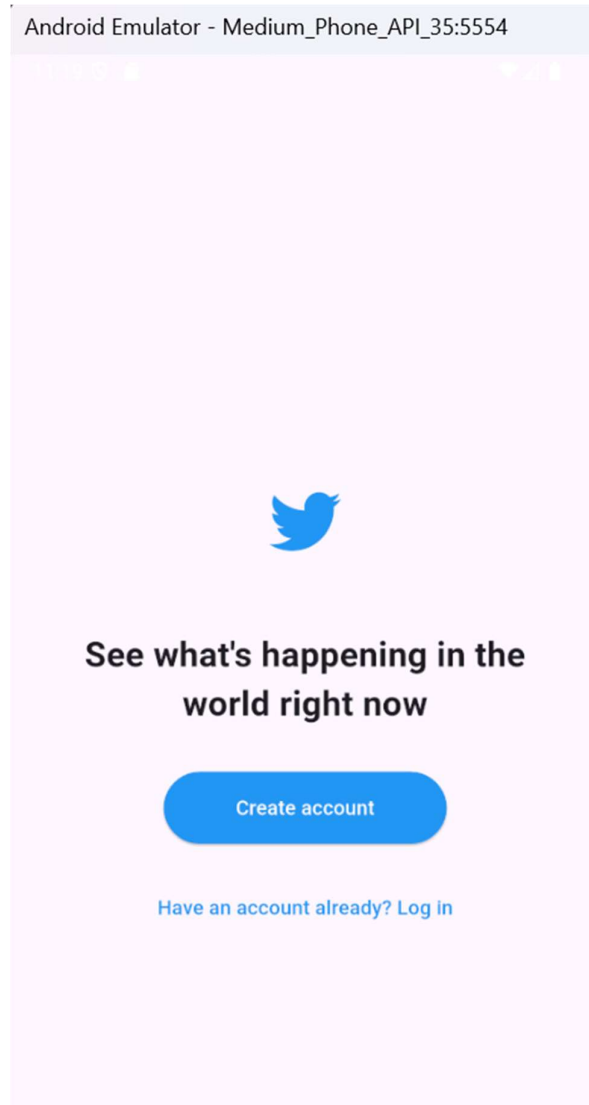 Android Emulator - Medium_Phone_API_35:5554
See what's happening in the
world right now
Create account
Have an account already? Log in